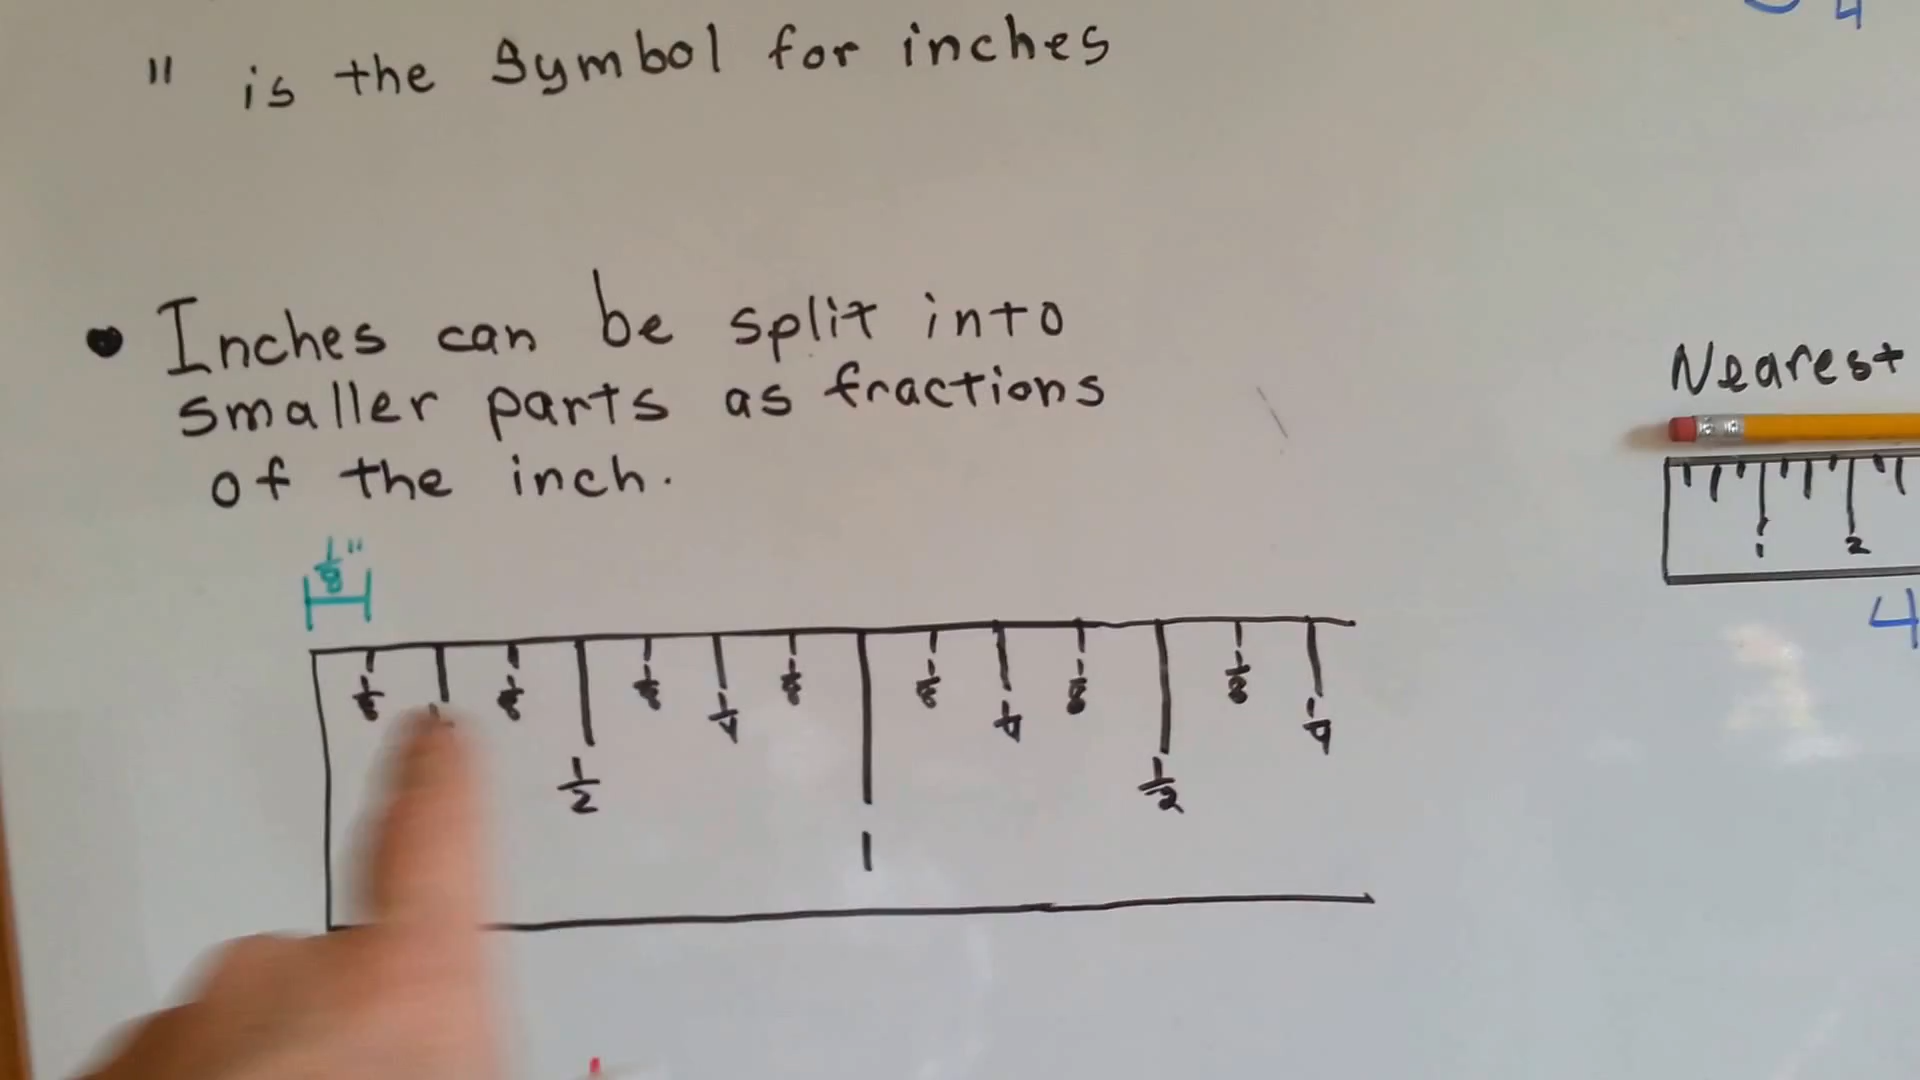 " is the Symbol for inches
• Inches can be split into
smaller parts as fractions
of the inch.
1/8"
1/8 1/8 1/2 1/8 1/4 1/8 1 1/8 1/4 1/8 1/2 1/8 1/4
Nearest
1 2
4
4